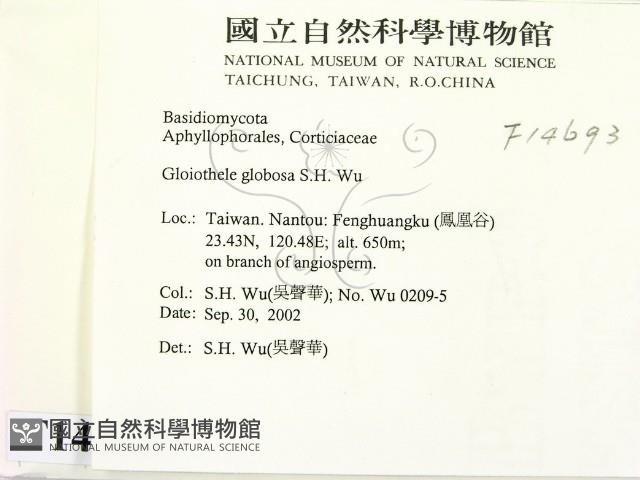 國立自然科學博物館
NATIONAL MUSEUM OF NATURAL SCIENCE
TAICHUNG, TAIWAN, R.O.CHINA
Basidiomycota
Aphyllophorales, Corticiaceae
F14693
Gloiothele globosa S.H. Wu
Loc.: Taiwan. Nantou: Fenghuangku (鳳凰谷)
23.43N, 120.48E; alt. 650m;
on branch of angiosperm.
Col.: S.H. Wu(吳聲華); No. Wu 0209-5
Date: Sep. 30, 2002
Det.: S.H. Wu(吳聲華)
14
國立自然科學博物館
NATIONAL MUSEUM OF NATURAL SCIENCE